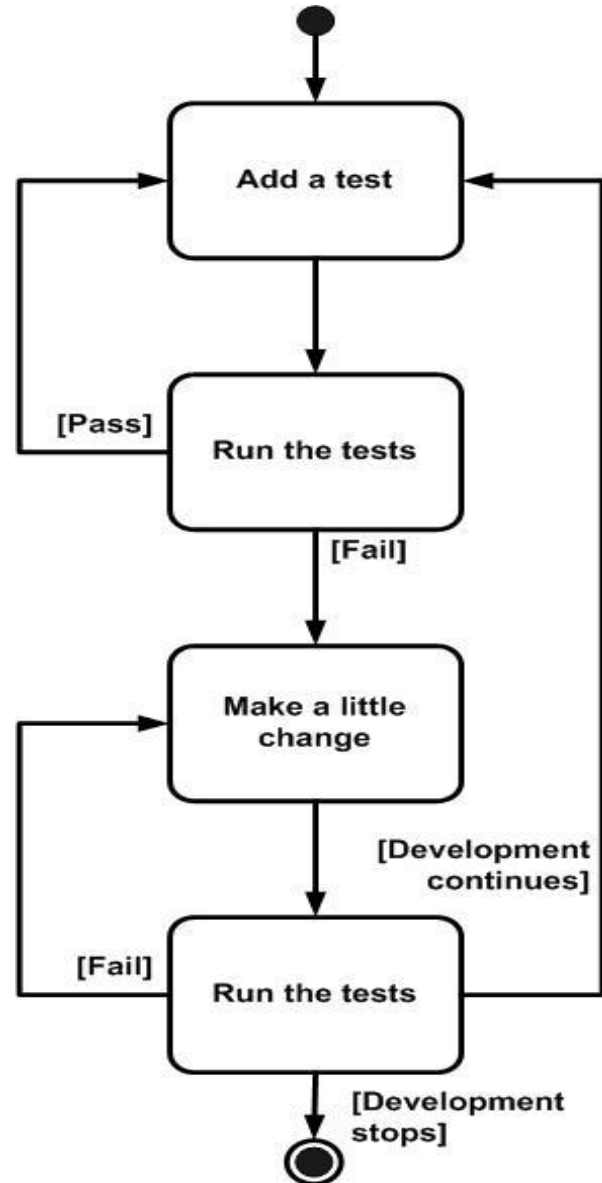 Add a test
[Pass]
Run the tests
[Fail]
Make a little
change
[Development
continues]
[Fail]
Run the tests
[Development
stops]